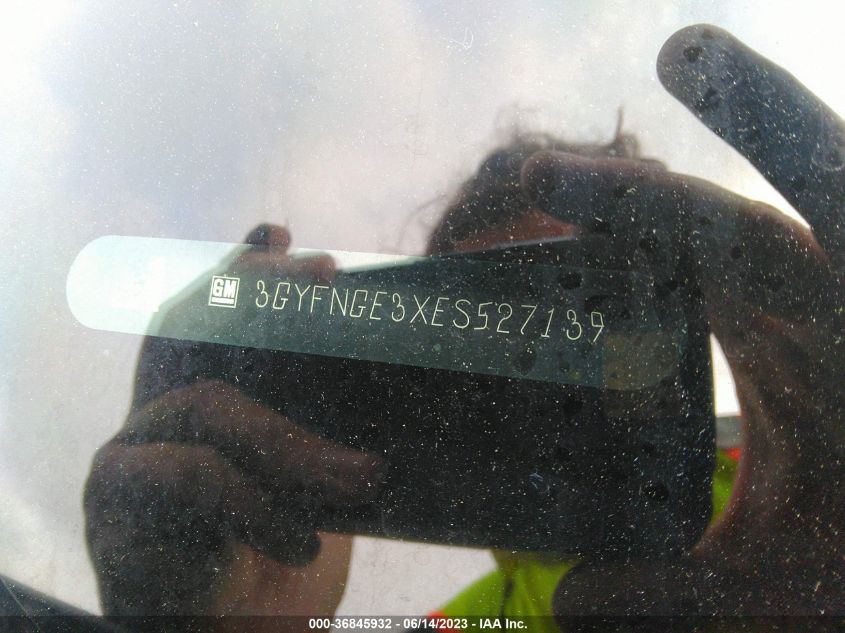 GM 3GYFNGE3XES527139
000-36845932 - 06/14/2023 - IAA Inc.